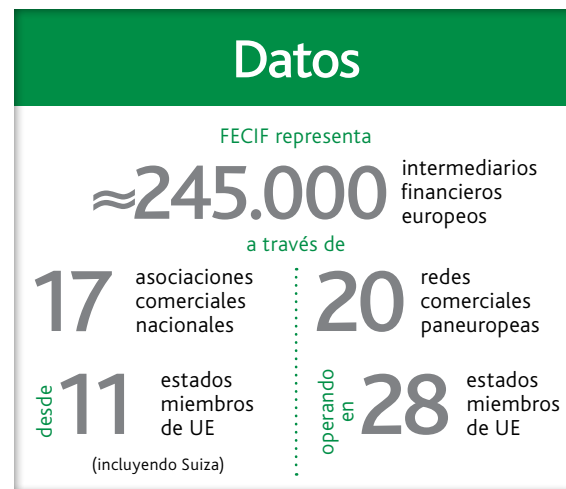 Datos
FECIF representa
≈245.000
intermediarios
financieros
europeos
a través de
17
asociaciones
comerciales
nacionales
20
redes
comerciales
paneuropeas
desde
11
estados
miembros
de UE
(incluyendo Suiza)
operando
en
28
estados
miembros
de UE